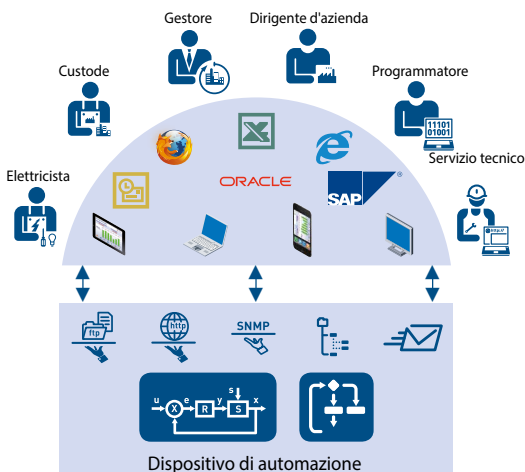 Gestore
Dirigente d'azienda
Custode
Programmatore
11101
01001
Servizio tecnico
Elettricista
ORACLE
SAP
ftp
http
SNMP
u
e
R
y
s
S
x
X
Dispositivo di automazione